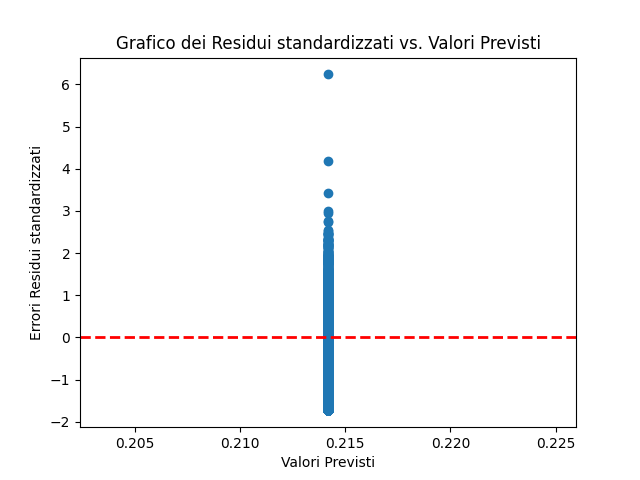 Grafico dei Residui standardizzati vs. Valori Previsti
Errori Residui standardizzati
6
5
4
3
2
1
0
−1
−2
0.205 0.210 0.215 0.220 0.225
Valori Previsti